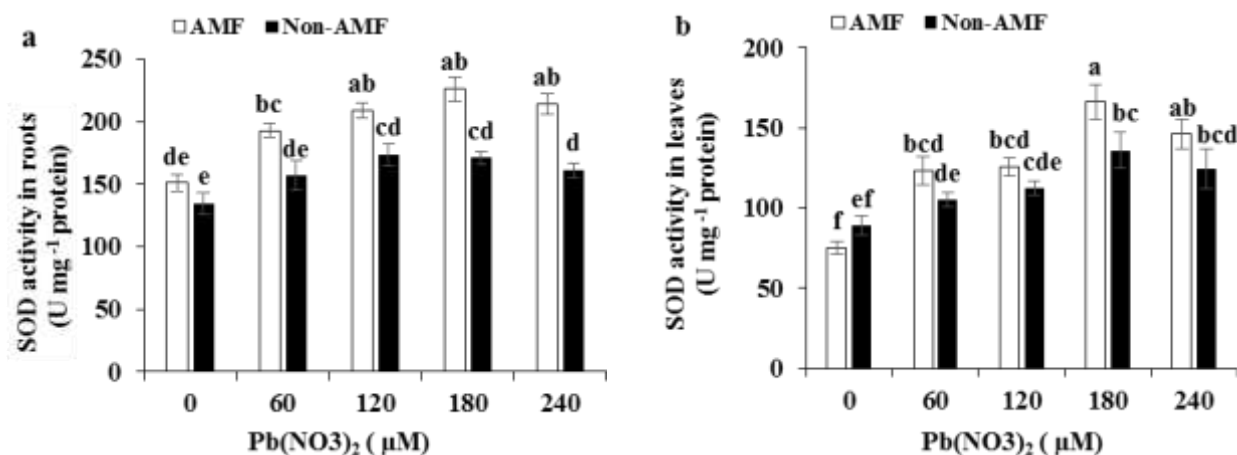 a
AMF Non-AMF
SOD activity in roots
(U mg -1 protein)
250
200
150
100
50
0
de e bc de ab cd ab cd ab d
0 60 120 180 240
Pb(NO3)2 ( µM)
b
AMF Non-AMF
SOD activity in leaves
(U mg -1 protein)
200
150
100
50
0
f ef bcd de bcd cde a bc ab bcd
0 60 120 180 240
Pb(NO3)2 ( µM)